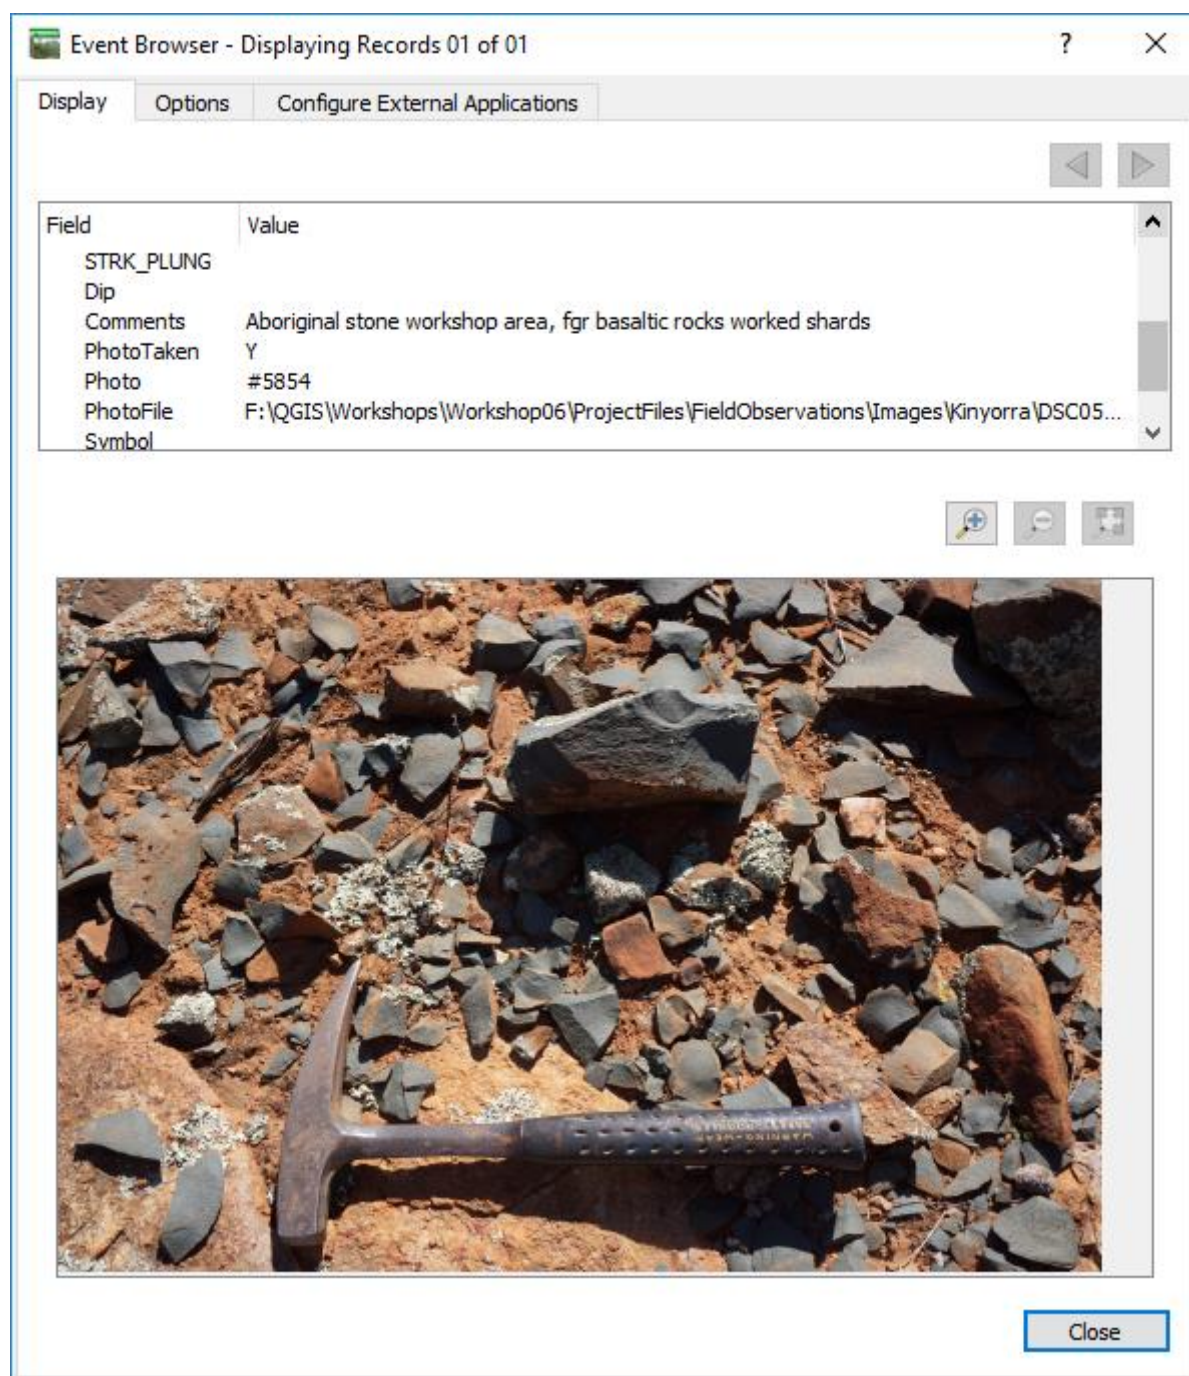 Event Browser - Displaying Records 01 of 01 ?
Display Options Configure External Applications
Field Value
STRK_PLUNG
Dip
Comments Aboriginal stone workshop area, fgr basaltic rocks worked shards
PhotoTaken Y
Photo #5854
PhotoFile F:\QGIS\Workshops\Workshop06\ProjectFiles\FieldObservations\Images\Kinyorra\DSC05...
Symbol
WARNING-WEAR
Close